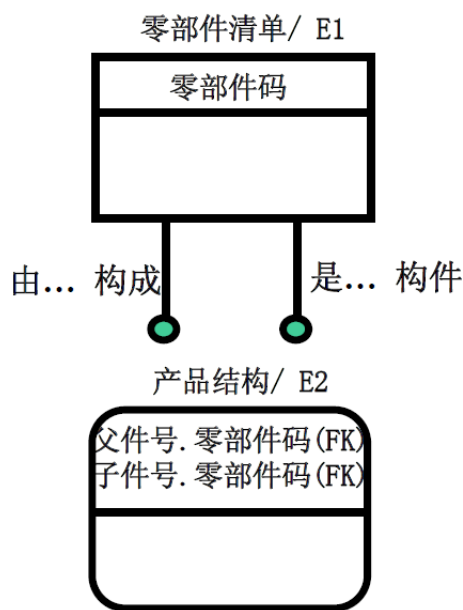 零部件清单/ E1
零部件码
由... 构成
是... 构件
产品结构/ E2
父件号.零部件码(FK)
子件号.零部件码(FK)